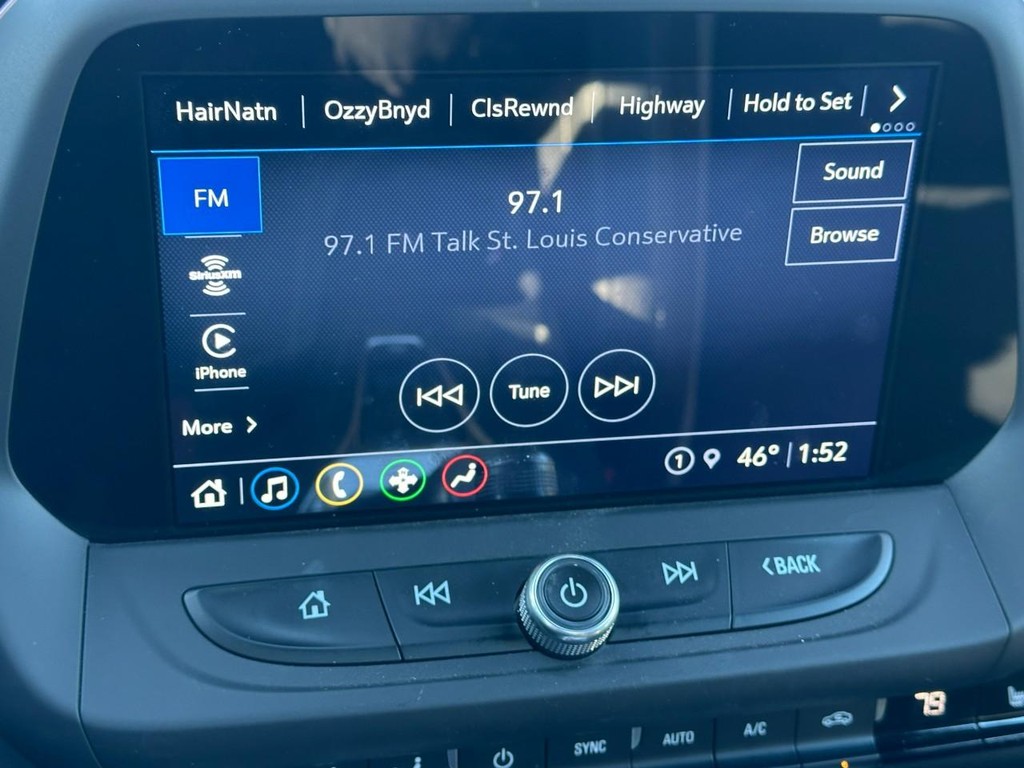 HairNatn OzzyBnyd ClsRewnd Highway Hold to Set
FM
97.1
Sound
97.1 FM Talk St. Louis Conservative
Browse
SiriusXM
iPhone
Tune
More
1 46° 1:52
BACK
79
SYNC AUTO A/C